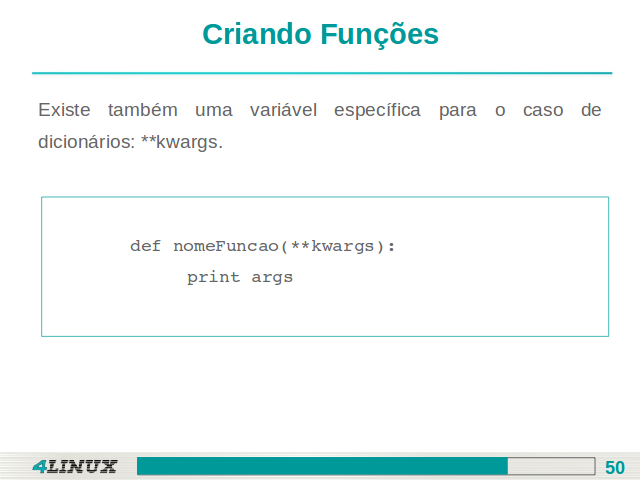 Criando Funções
Existe também uma variável específica para o caso de
dicionários: **kwargs.
def nomeFuncao(**kwargs):
print args
4LINUX
50